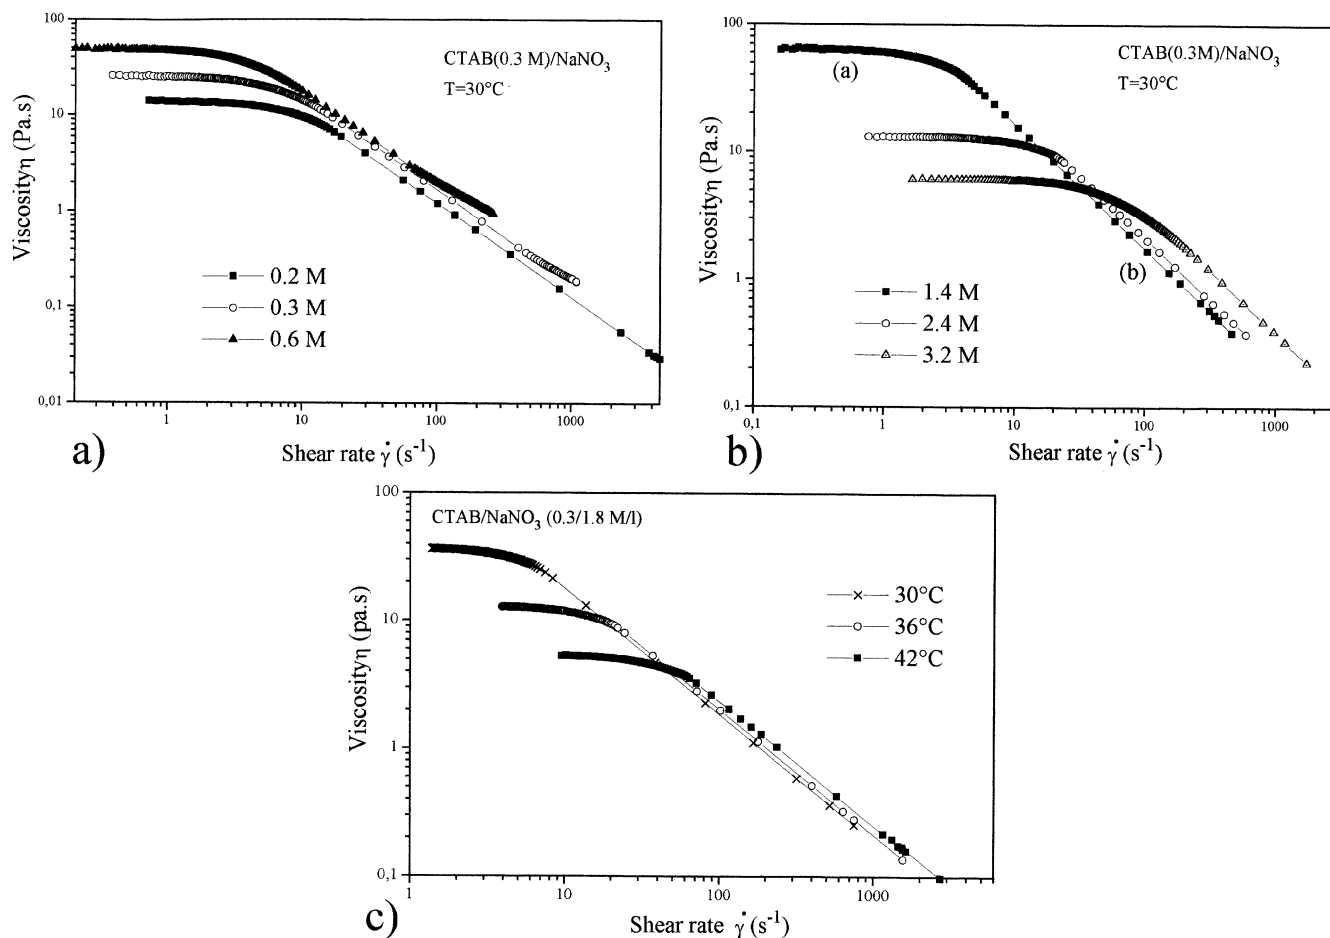 100
10
1
0,1
0,01
Viscosityη (Pa.s)
CTAB(0.3 M)/NaNO₃
T=30°C
0.2 M
0.3 M
0.6 M
1
10
100
1000
Shear rate γ̇ (s⁻¹)
a)
100
10
1
0,1
Viscosityη (Pa.s)
CTAB(0.3M)/NaNO₃
T=30°C
(a)
(b)
1.4 M
2.4 M
3.2 M
0,1
1
10
100
1000
Shear rate γ̇ (s⁻¹)
b)
100
10
1
0,1
Viscosityη (pa.s)
CTAB/NaNO₃ (0.3/1.8 M/l)
30°C
36°C
42°C
1
10
100
1000
Shear rate γ̇ (s⁻¹)
c)